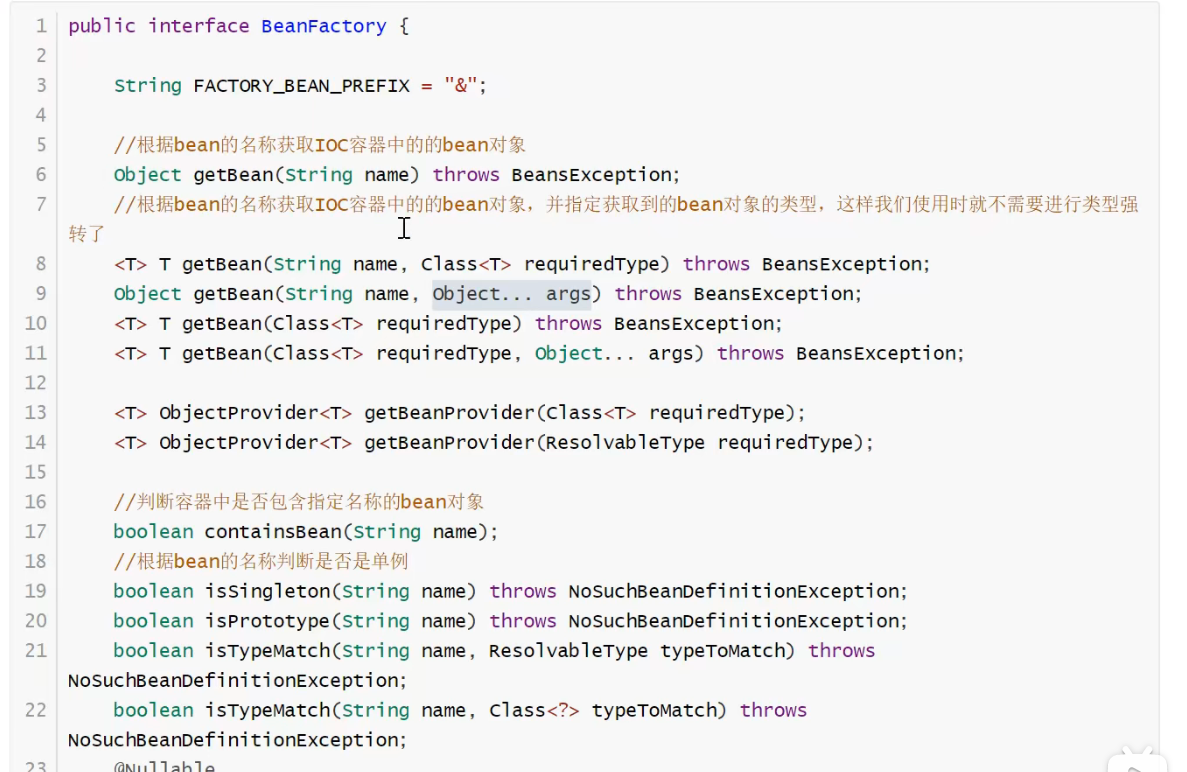 1 public interface BeanFactory {
2
3 String FACTORY_BEAN_PREFIX = "&";
4
5 //根据bean的名称获取IOC容器中的的bean对象
6 Object getBean(String name) throws BeansException;
7 //根据bean的名称获取IOC容器中的的bean对象，并指定获取到的bean对象的类型，这样我们使用时就不需要进行类型强
转了
8 <T> T getBean(String name, Class<T> requiredType) throws BeansException;
9 Object getBean(String name, Object... args) throws BeansException;
10 <T> T getBean(Class<T> requiredType) throws BeansException;
11 <T> T getBean(Class<T> requiredType, Object... args) throws BeansException;
12
13 <T> ObjectProvider<T> getBeanProvider(Class<T> requiredType);
14 <T> ObjectProvider<T> getBeanProvider(ResolvableType requiredType);
15
16 //判断容器中是否包含指定名称的bean对象
17 boolean containsBean(String name);
18 //根据bean的名称判断是否是单例
19 boolean isSingleton(String name) throws NoSuchBeanDefinitionException;
20 boolean isPrototype(String name) throws NoSuchBeanDefinitionException;
21 boolean isTypeMatch(String name, ResolvableType typeToMatch) throws
NoSuchBeanDefinitionException;
22 boolean isTypeMatch(String name, Class<?> typeToMatch) throws
NoSuchBeanDefinitionException;
23 @Nullable